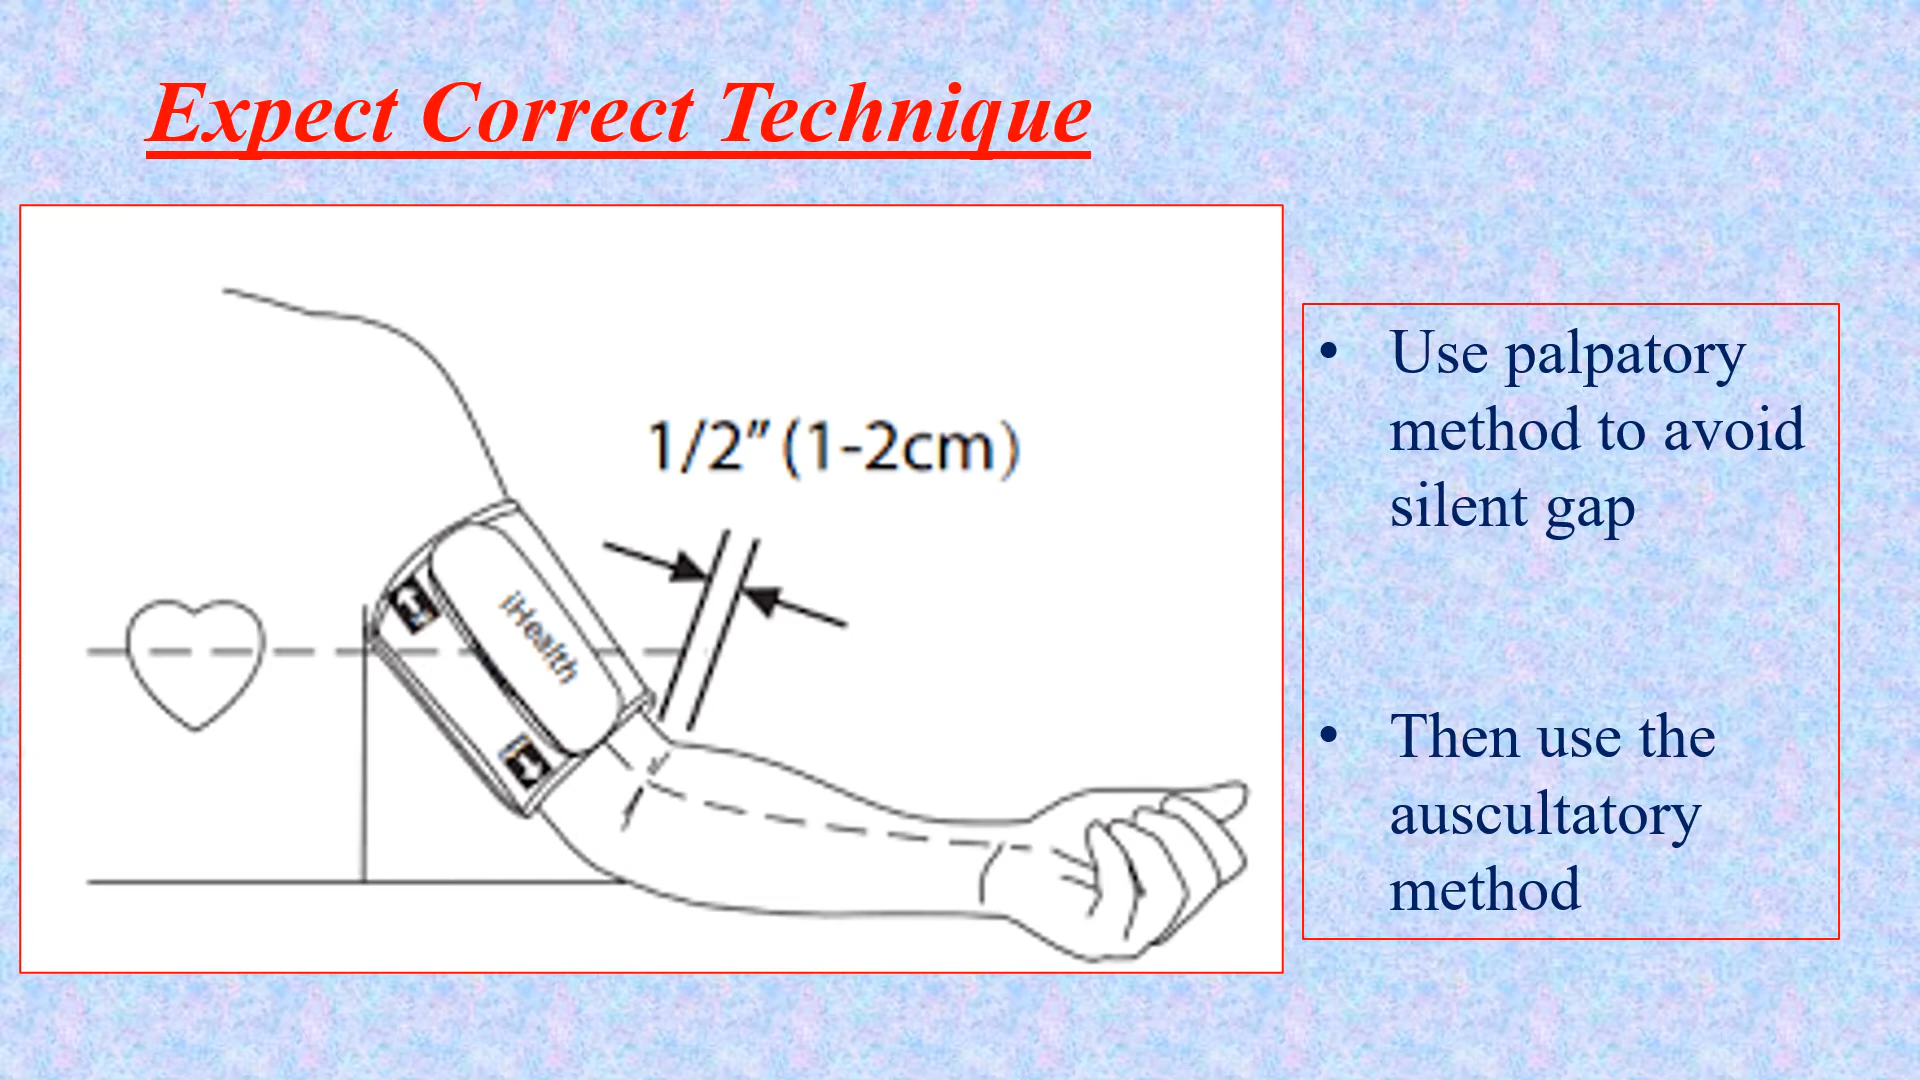 Expect Correct Technique
1/2" (1-2cm)
iHealth
• Use palpatory
method to avoid
silent gap
• Then use the
auscultatory
method